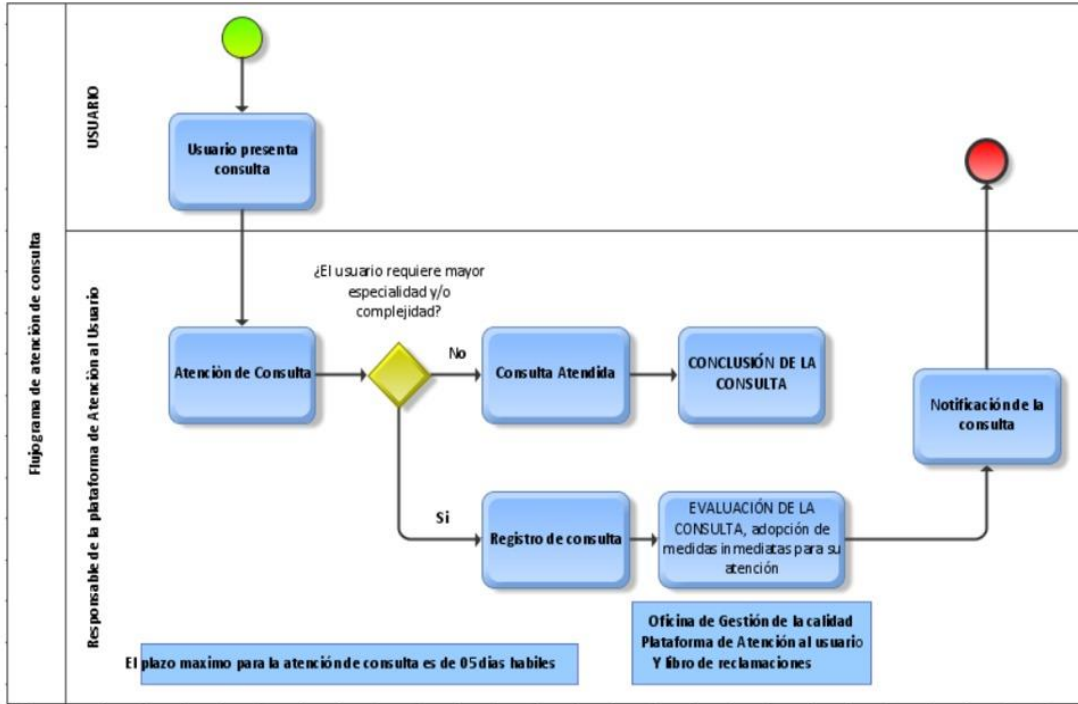 Flujograma de atención de consulta
USUARIO
Usuario presenta
consulta
Responsable de la plataforma de Atención al Usuario
¿El usuario requiere mayor
especialidad y/o
complejidad?
Atenciòn de Consulta
No
Consulta Atendida
CONCLUSIÓN DE LA
CONSULTA
Notificación de la
consulta
Si
Registro de consulta
EVALUACIÓN DE LA
CONSULTA, adopción de
medidas inmediatas para su
atención
Oficina de Gestión de la calidad
Plataforma de Atención al usuario
Y libro de reclamaciones
El plazo maximo para la atención de consulta es de 05 dias habiles